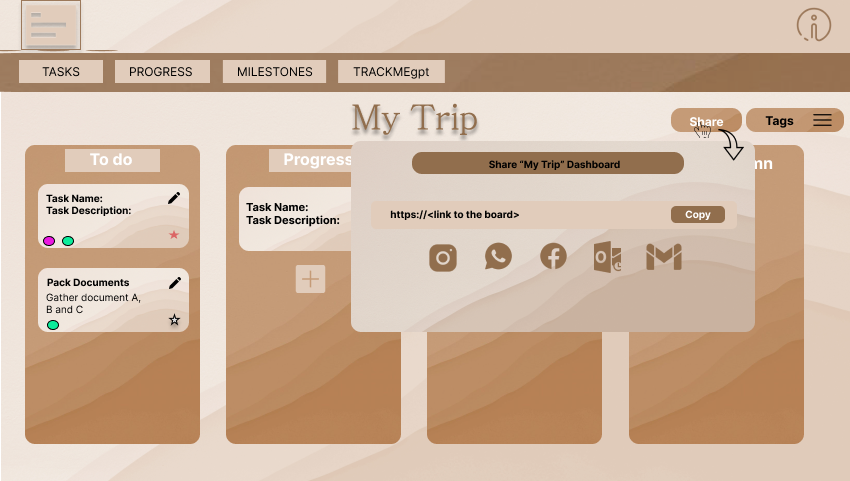 TASKS
PROGRESS
MILESTONES
TRACKMEgpt
My Trip
Share
Tags
To do
Progress
mn
Task Name:
Task Description:
Pack Documents
Gather document A,
B and C
Task Name:
Task Description:
Share “My Trip” Dashboard
https://<link to the board>
Copy